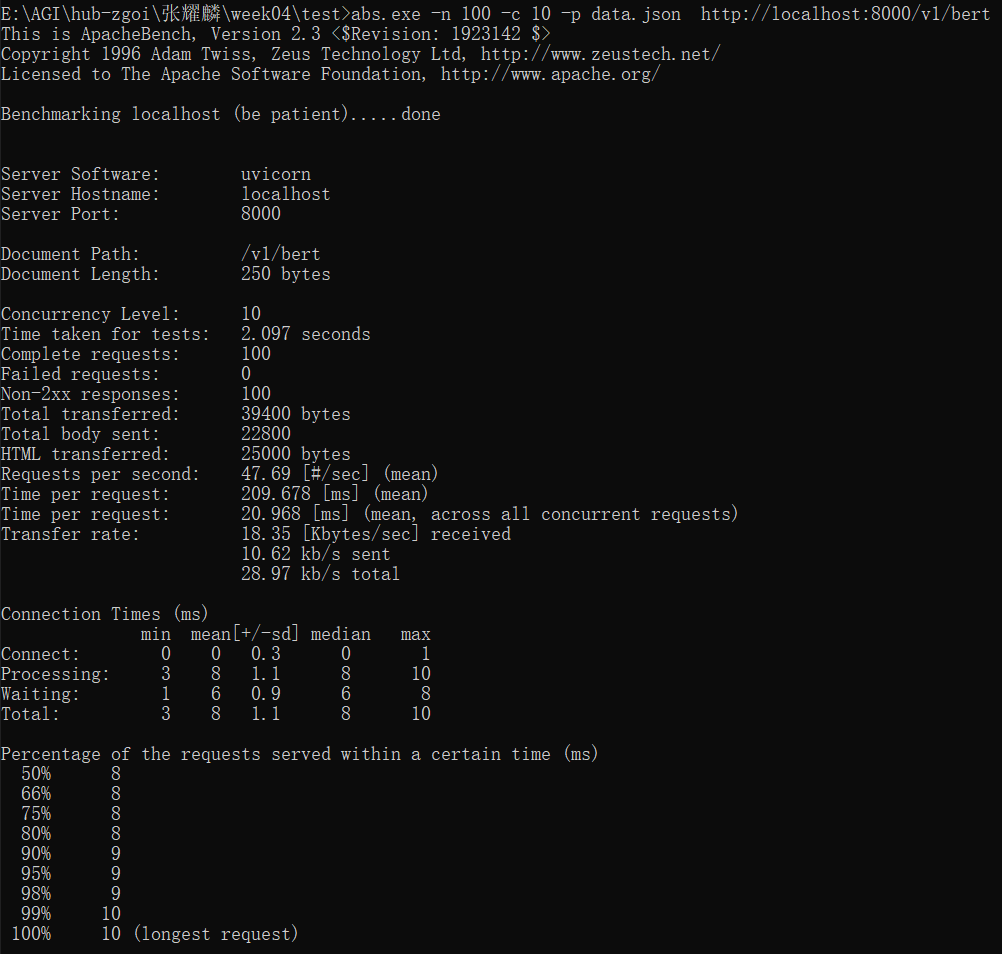 E:\AGI\hub-zgoi\张耀麟\week04\test>abs.exe -n 100 -c 10 -p data.json  http://localhost:8000/v1/bert
This is ApacheBench, Version 2.3 <$Revision: 1923142 $>
Copyright 1996 Adam Twiss, Zeus Technology Ltd, http://www.zeustech.net/
Licensed to The Apache Software Foundation, http://www.apache.org/
Benchmarking localhost (be patient).....done
Server Software:        uvicorn
Server Hostname:        localhost
Server Port:            8000
Document Path:          /v1/bert
Document Length:        250 bytes
Concurrency Level:      10
Time taken for tests:   2.097 seconds
Complete requests:      100
Failed requests:        0
Non-2xx responses:      100
Total transferred:      39400 bytes
Total body sent:        22800
HTML transferred:       25000 bytes
Requests per second:    47.69 [#/sec] (mean)
Time per request:       209.678 [ms] (mean)
Time per request:       20.968 [ms] (mean, across all concurrent requests)
Transfer rate:          18.35 [Kbytes/sec] received
                        10.62 kb/s sent
                        28.97 kb/s total
Connection Times (ms)
              min  mean[+/-sd] median   max
Connect:        0    0   0.3      0       1
Processing:     3    8   1.1      8      10
Waiting:        1    6   0.9      6       8
Total:          3    8   1.1      8      10
Percentage of the requests served within a certain time (ms)
  50%      8
  66%      8
  75%      8
  80%      8
  90%      9
  95%      9
  98%      9
  99%     10
 100%     10 (longest request)